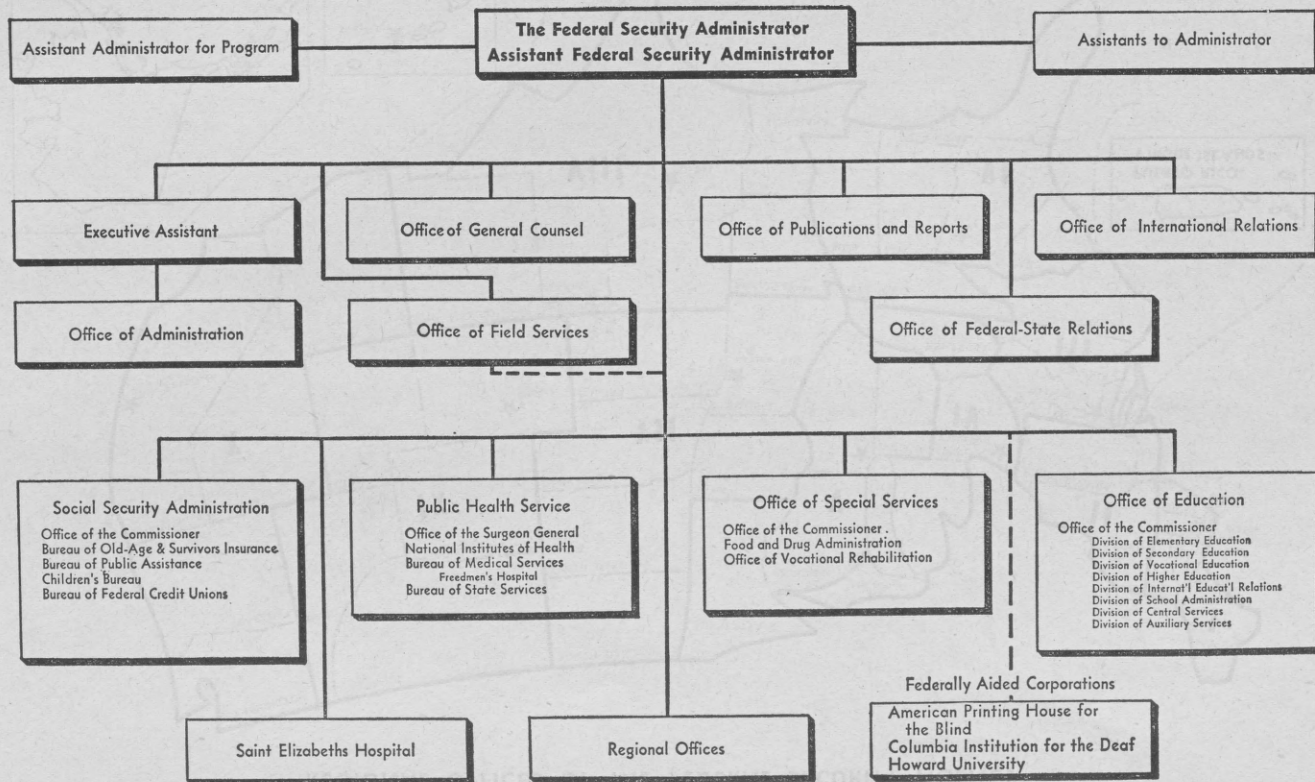 The Federal Security Administrator
Assistant Federal Security Administrator
Assistant Administrator for Program
Assistants to Administrator
Executive Assistant
Office of General Counsel
Office of Publications and Reports
Office of International Relations
Office of Administration
Office of Field Services
Office of Federal-State Relations
Social Security Administration
Office of the Commissioner
Bureau of Old-Age & Survivors Insurance
Bureau of Public Assistance
Children's Bureau
Bureau of Federal Credit Unions
Public Health Service
Office of the Surgeon General
National Institutes of Health
Bureau of Medical Services
Freedmen's Hospital
Bureau of State Services
Office of Special Services
Office of the Commissioner.
Food and Drug Administration
Office of Vocational Rehabilitation
Office of Education
Office of the Commissioner
Division of Elementary Education
Division of Secondary Education
Division of Vocational Education
Division of Higher Education
Division of Internat'l Educat'l Relations
Division of School Administration
Division of Central Services
Division of Auxiliary Services
Saint Elizabeths Hospital
Regional Offices
Federally Aided Corporations
American Printing House for
the Blind
Columbia Institution for the Deaf
Howard University